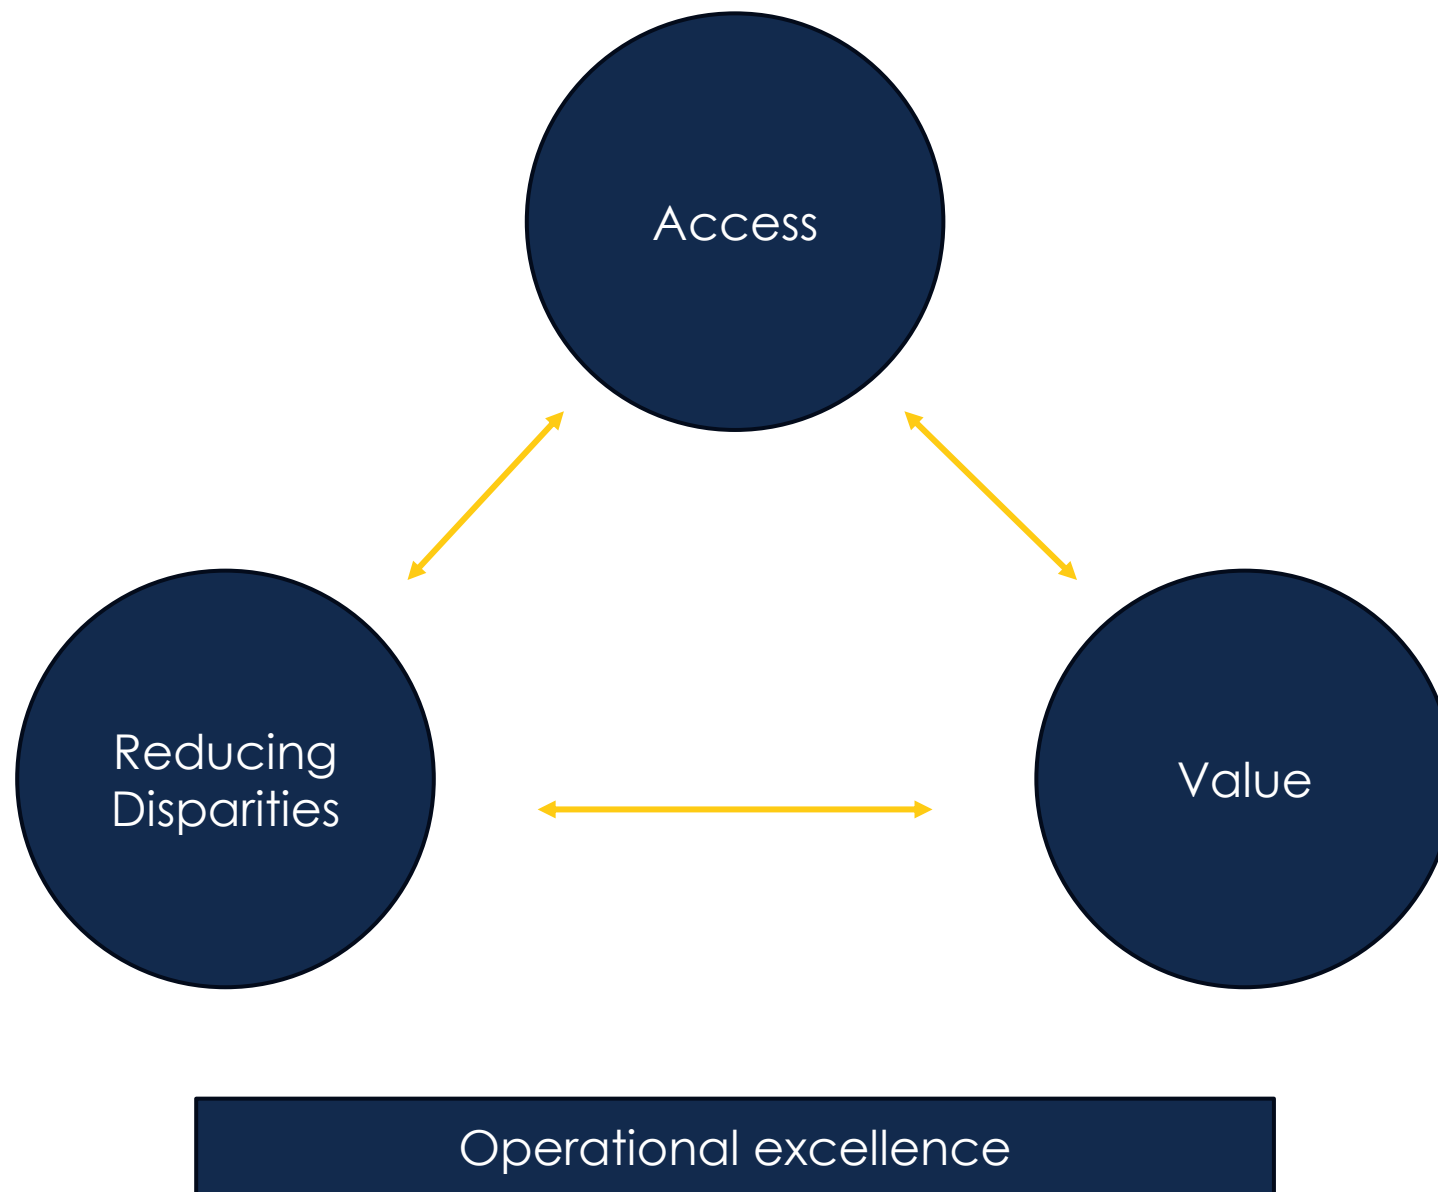 Access
Reducing
Disparities
Value
Operational excellence